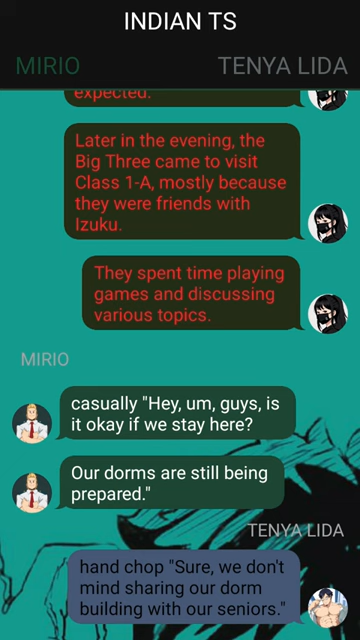 INDIAN TS
MIRIO
TENYA LIDA
expected.
Later in the evening, the
Big Three came to visit
Class 1-A, mostly because
they were friends with
Izuku.
They spent time playing
games and discussing
various topics.
MIRIO
casually "Hey, um, guys, is
it okay if we stay here?
Our dorms are still being
prepared."
TENYA LIDA
hand chop "Sure, we don't
mind sharing our dorm
building with our seniors."